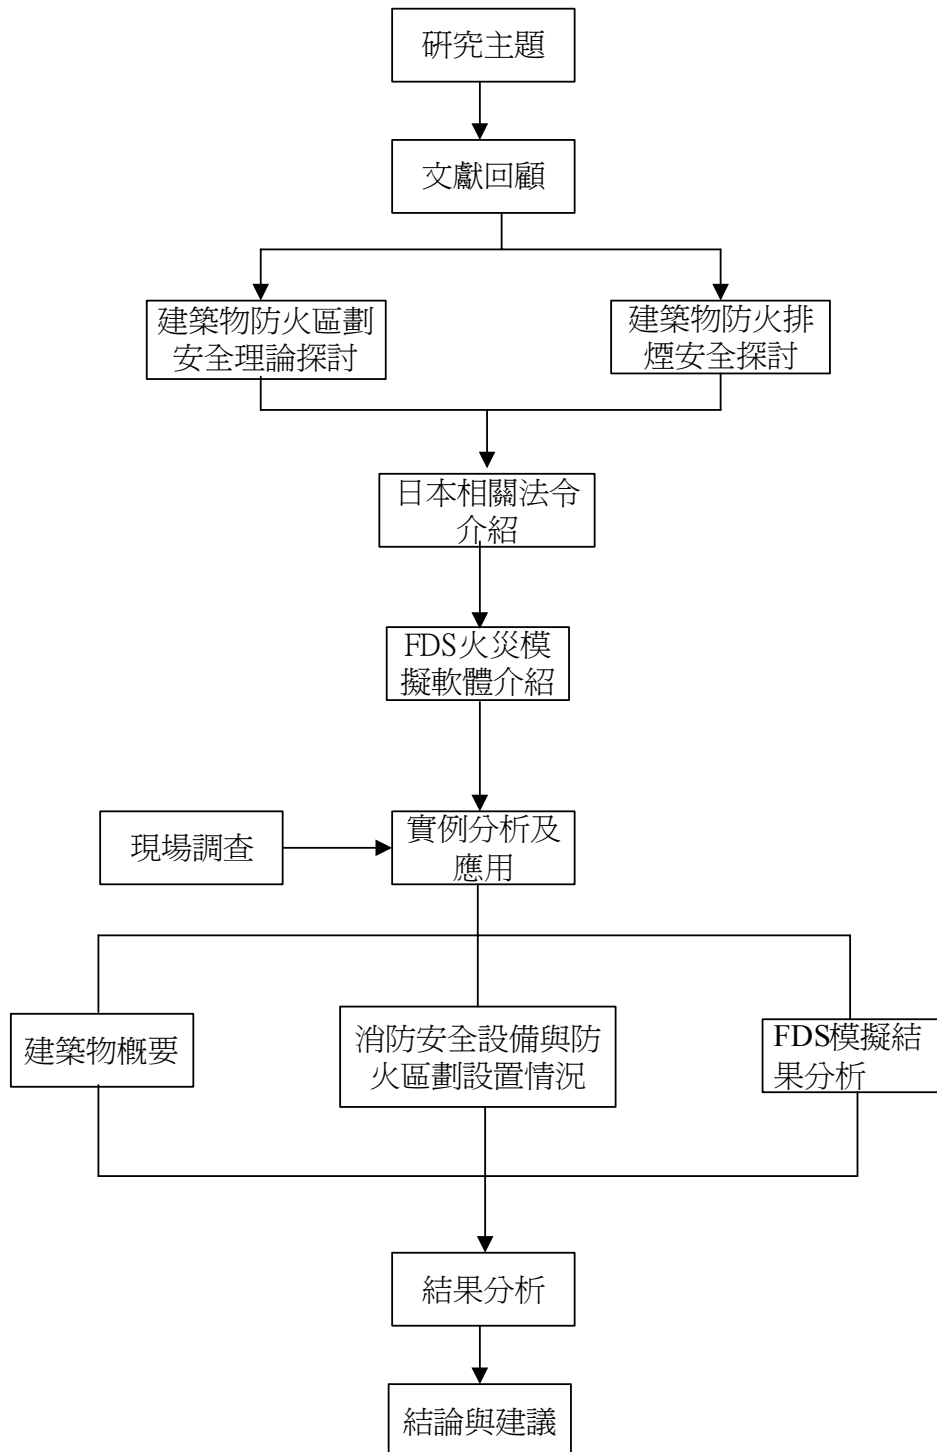 研究主題
文獻回顧
建築物防火區劃
安全理論探討
建築物防火排
煙安全探討
日本相關法令
介紹
FDS火災模
擬軟體介紹
現場調查
實例分析及
應用
建築物概要
消防安全設備與防
火區劃設置情況
FDS模擬結
果分析
結果分析
結論與建議